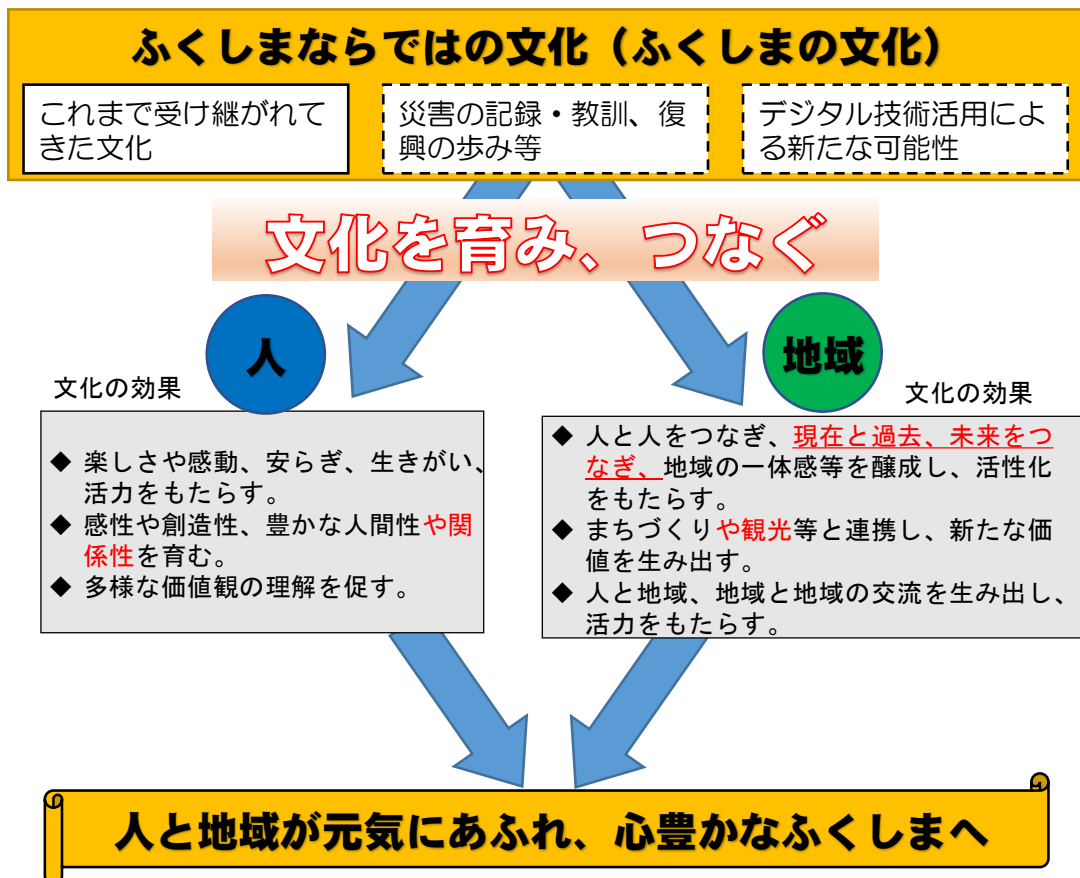 ふくしまならではの文化（ふくしまの文化）
これまで受け継がれて
きた文化
災害の記録・教訓、復
興の歩み等
デジタル技術活用によ
る新たな可能性
文化を育み、つなぐ
人
文化の効果
◆ 楽しさや感動、安らぎ、生きがい、
活力をもたらす。
◆ 感性や創造性、豊かな人間性や関
係性を育む。
◆ 多様な価値観の理解を促す。
地域
文化の効果
◆ 人と人をつなぎ、現在と過去、未来をつ
なぎ、地域の一体感等を醸成し、活性化
をもたらす。
◆ まちづくりや観光等と連携し、新たな価
値を生み出す。
◆ 人と地域、地域と地域の交流を生み出し、
活力をもたらす。
人と地域が元気にあふれ、心豊かなふくしまへ